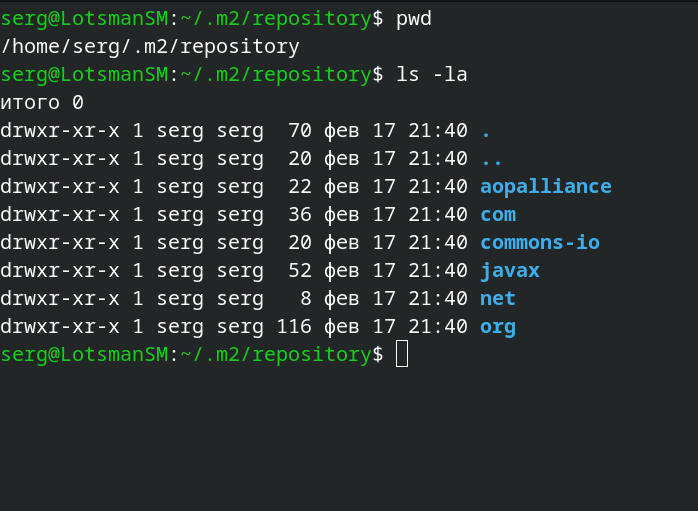 serg@LotsmanSM:~/.m2/repository$ pwd
/home/serg/.m2/repository
serg@LotsmanSM:~/.m2/repository$ ls -la
итого 0
drwxr-xr-x 1 serg serg  70 фев 17 21:40 .
drwxr-xr-x 1 serg serg  20 фев 17 21:40 ..
drwxr-xr-x 1 serg serg  22 фев 17 21:40 aopalliance
drwxr-xr-x 1 serg serg  36 фев 17 21:40 com
drwxr-xr-x 1 serg serg  20 фев 17 21:40 commons-io
drwxr-xr-x 1 serg serg  52 фев 17 21:40 javax
drwxr-xr-x 1 serg serg   8 фев 17 21:40 net
drwxr-xr-x 1 serg serg 116 фев 17 21:40 org
serg@LotsmanSM:~/.m2/repository$